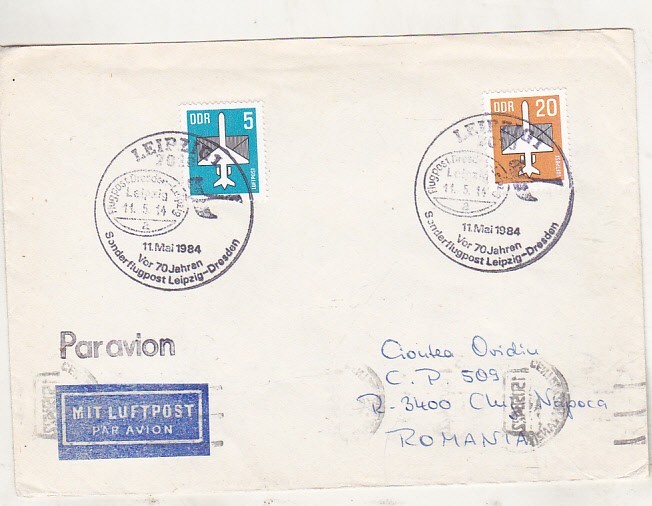 DDR 5
LUFTPOST
DDR 20
LUFTPOST
LEIPZIG 1
Flugpost Dresden-Leipzig
Leipzig
11.5.14
a
11. Mai 1984
Vor 70 Jahren
Sonderflugpost Leipzig-Dresden
LEIPZIG 1
Flugpost Dresden-Leipzig
Leipzig
11.5.14
a
11. Mai 1984
Vor 70 Jahren
Sonderflugpost Leipzig-Dresden
Par avion
MIT LUFTPOST
PAR AVION
Ciontea Ovidiu
C.P. 509
R-3400 Cluj Napoca
ROMANIA